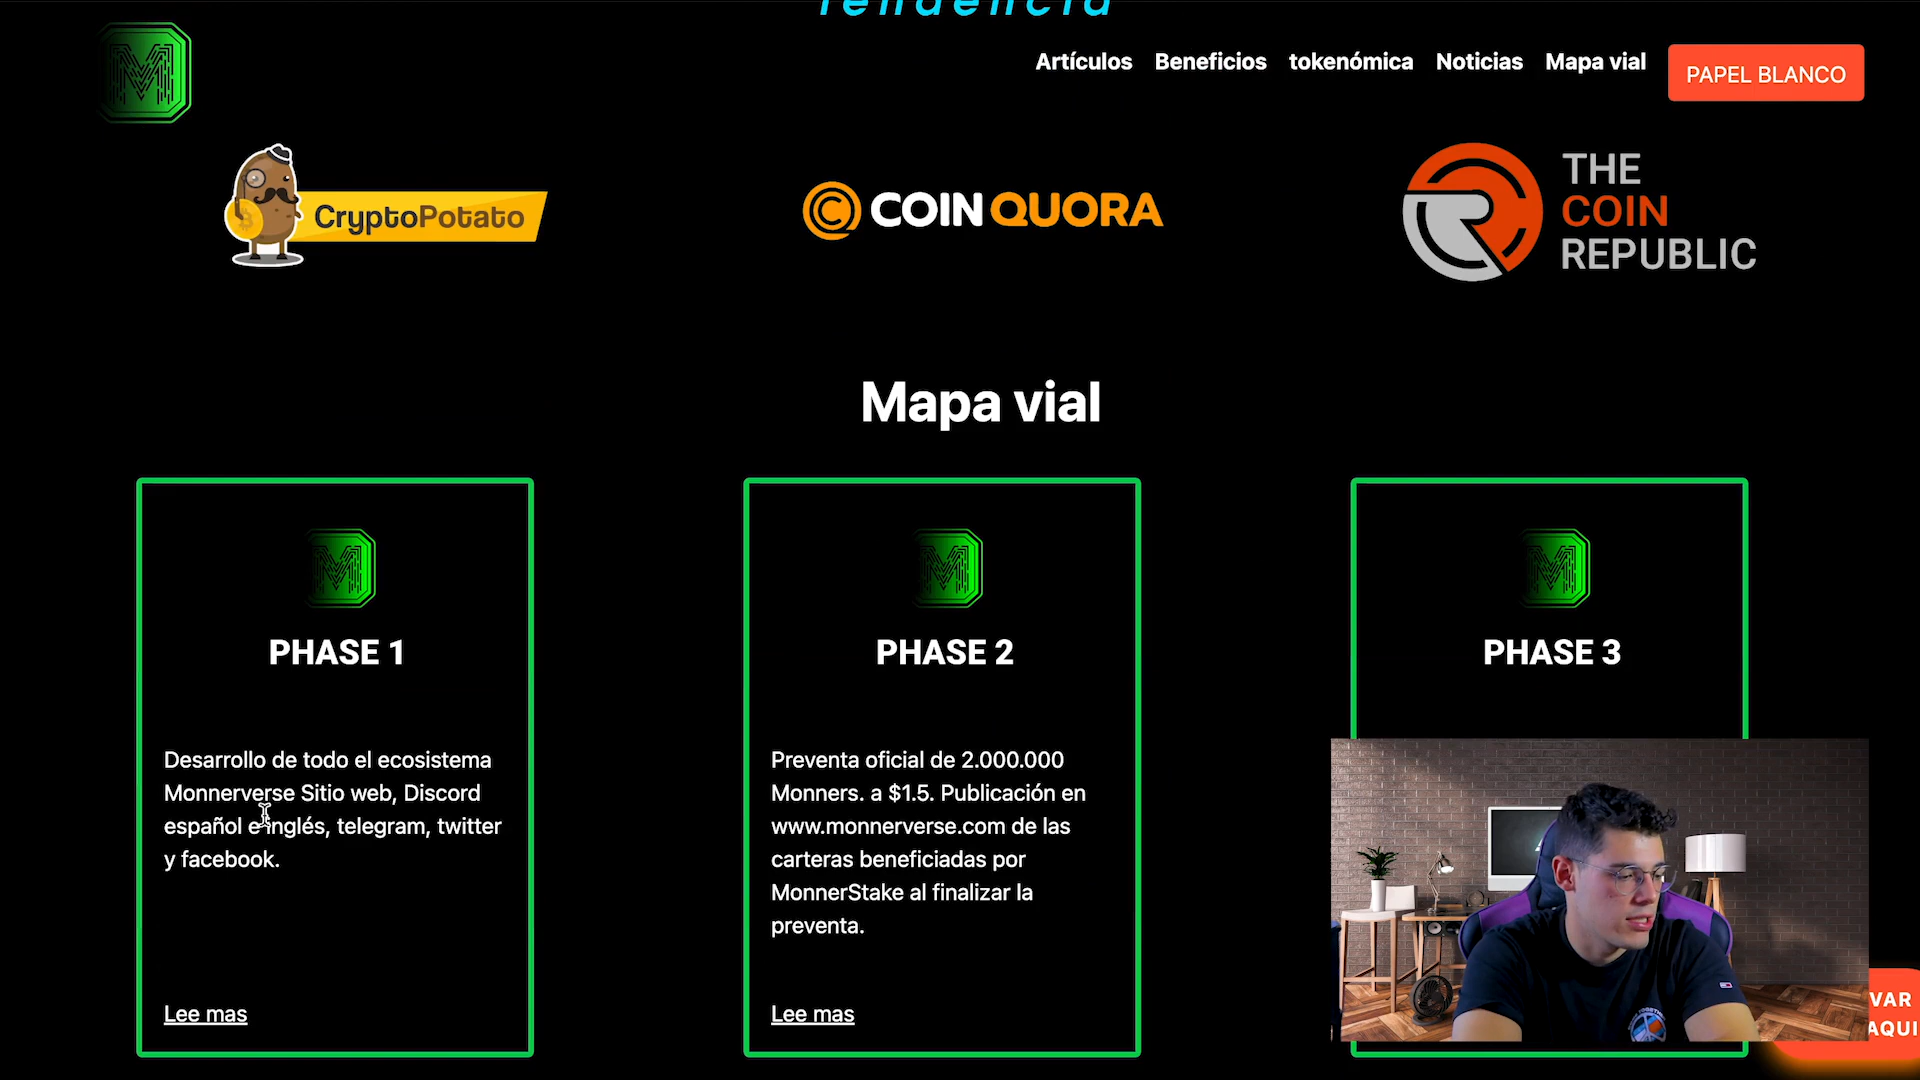 Tendencia
Artículos Beneficios tokenómica Noticias Mapa vial PAPEL BLANCO
CryptoPotato
COIN QUORA
THE
COIN
REPUBLIC
Mapa vial
PHASE 1
Desarrollo de todo el ecosistema
Monnerverse Sitio web, Discord
español e inglés, telegram, twitter
y facebook.
Lee mas
PHASE 2
Preventa oficial de 2.000.000
Monners. a $1.5. Publicación en
www.monnerverse.com de las
carteras beneficiadas por
MonnerStake al finalizar la
preventa.
Lee mas
PHASE 3
VAR
AQUI